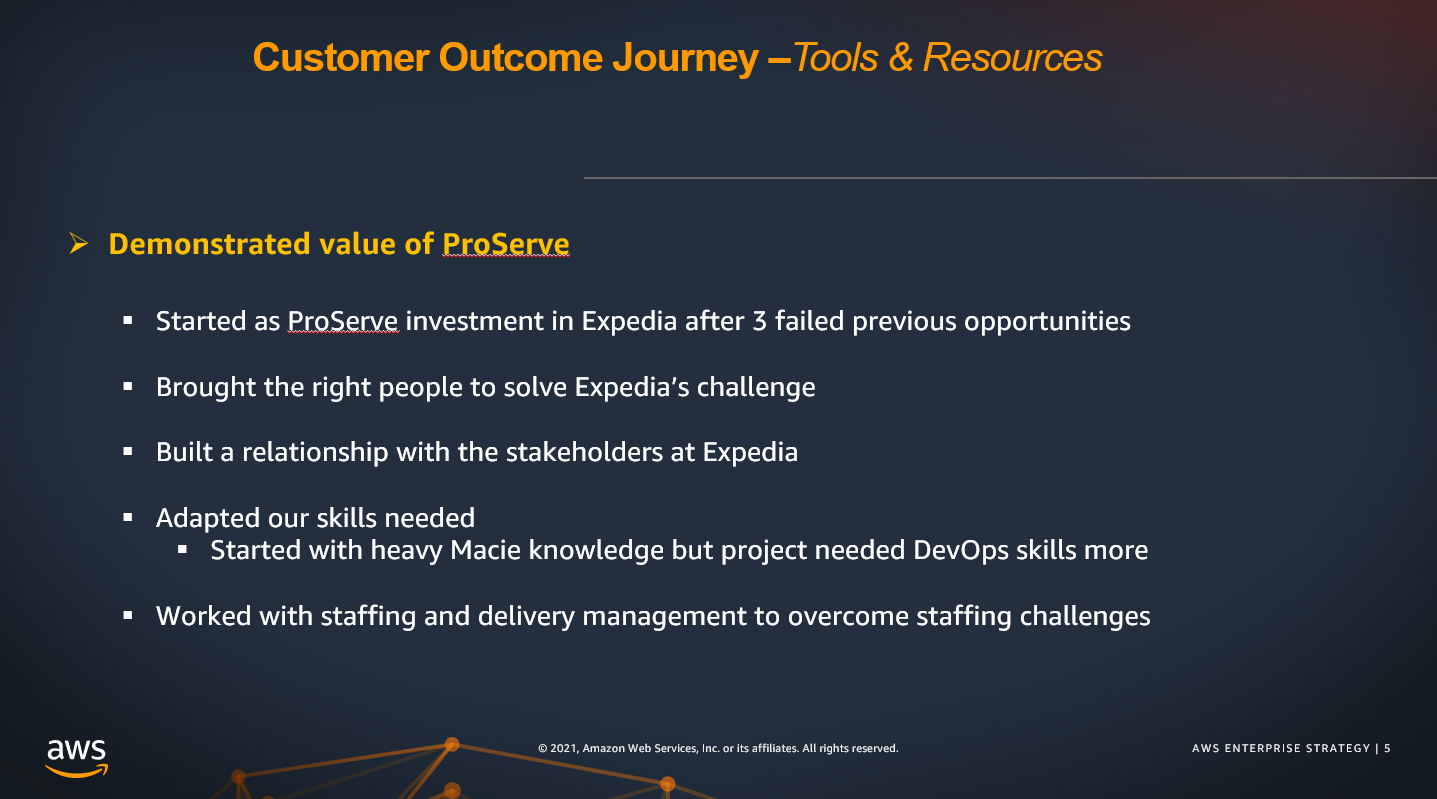 Customer Outcome Journey –Tools & Resources
Demonstrated value of ProServe
Started as ProServe investment in Expedia after 3 failed previous opportunities
Brought the right people to solve Expedia’s challenge
Built a relationship with the stakeholders at Expedia
Adapted our skills needed
Started with heavy Macie knowledge but project needed DevOps skills more
Worked with staffing and delivery management to overcome staffing challenges
aws
© 2021, Amazon Web Services, Inc. or its affiliates. All rights reserved.
AWS ENTERPRISE STRATEGY | 5